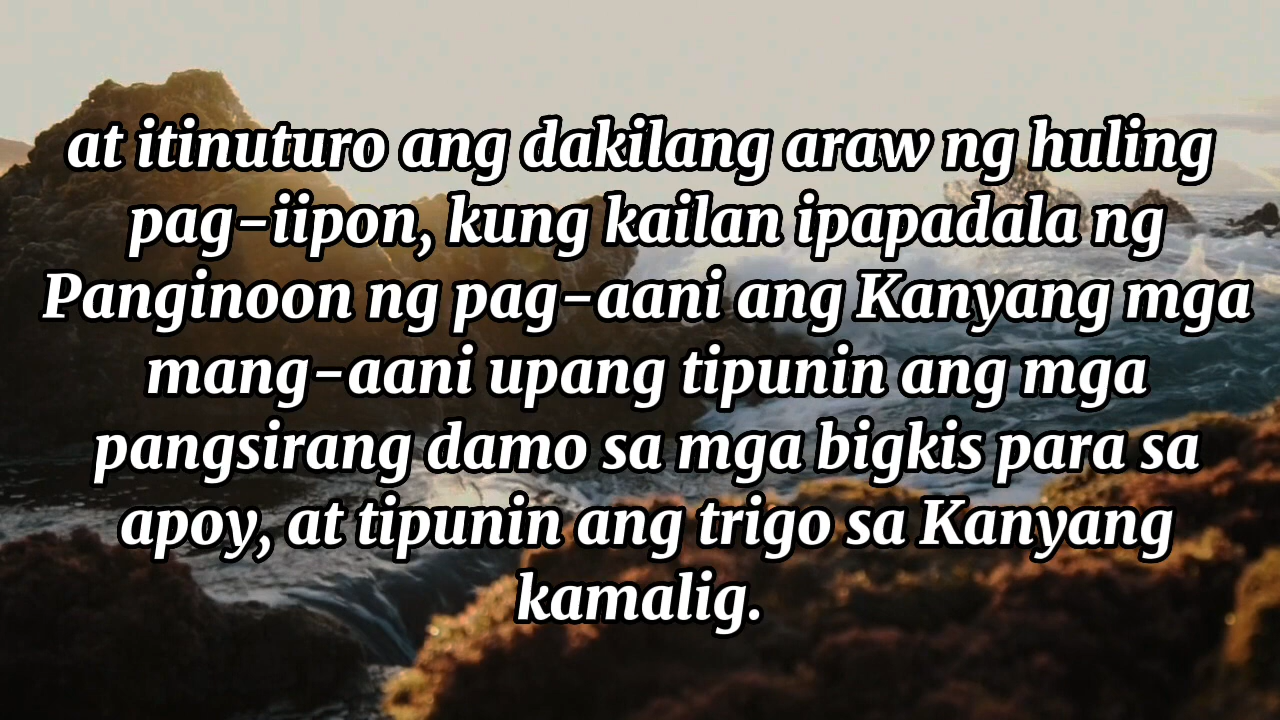 at itinuturo ang dakilang araw ng huling
pag-iipon, kung kailan ipapadala ng
Panginoon ng pag-aani ang Kanyang mga
mang-aani upang tipunin ang mga
pangsirang damo sa mga bigkis para sa
apoy, at tipunin ang trigo sa Kanyang
kamalig.